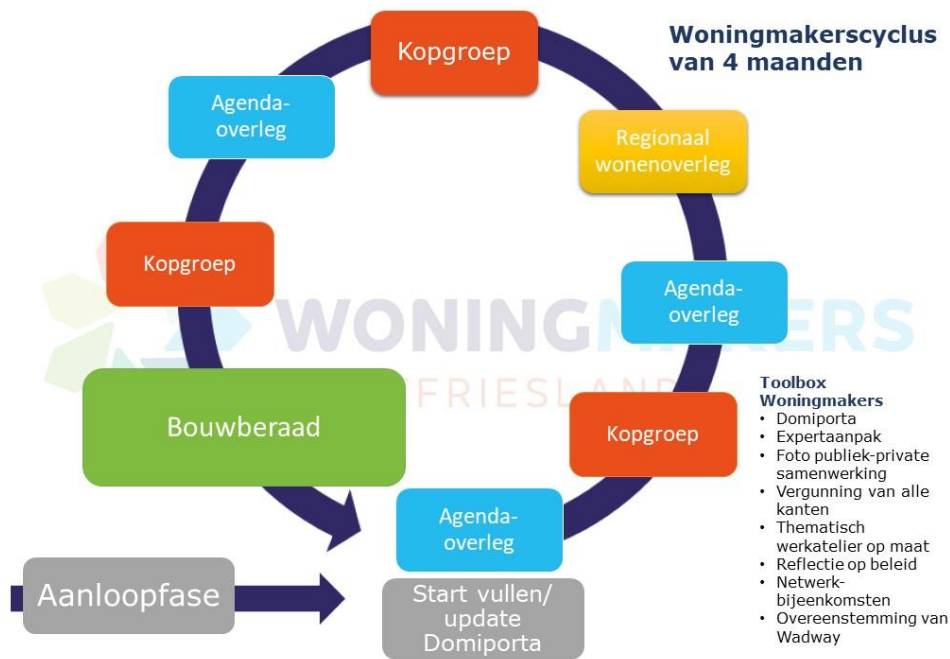 Woningmakerscyclus
van 4 maanden
Kopgroep
Agenda-
overleg
Regionaal
wonenoverleg
Kopgroep
Agenda-
overleg
WONINGMAKERS
FRIESLAND
Bouwberaad
Kopgroep
Agenda-
overleg
Aanloopfase
Start vullen/
update
Domiporta
Toolbox
Woningmakers
• Domiporta
• Expertaanpak
• Foto publiek-private
samenwerking
• Vergunning van alle
kanten
• Thematisch
werkatelier op maat
• Reflectie op beleid
• Netwerk-
bijeenkomsten
• Overeenstemming van
Wadway